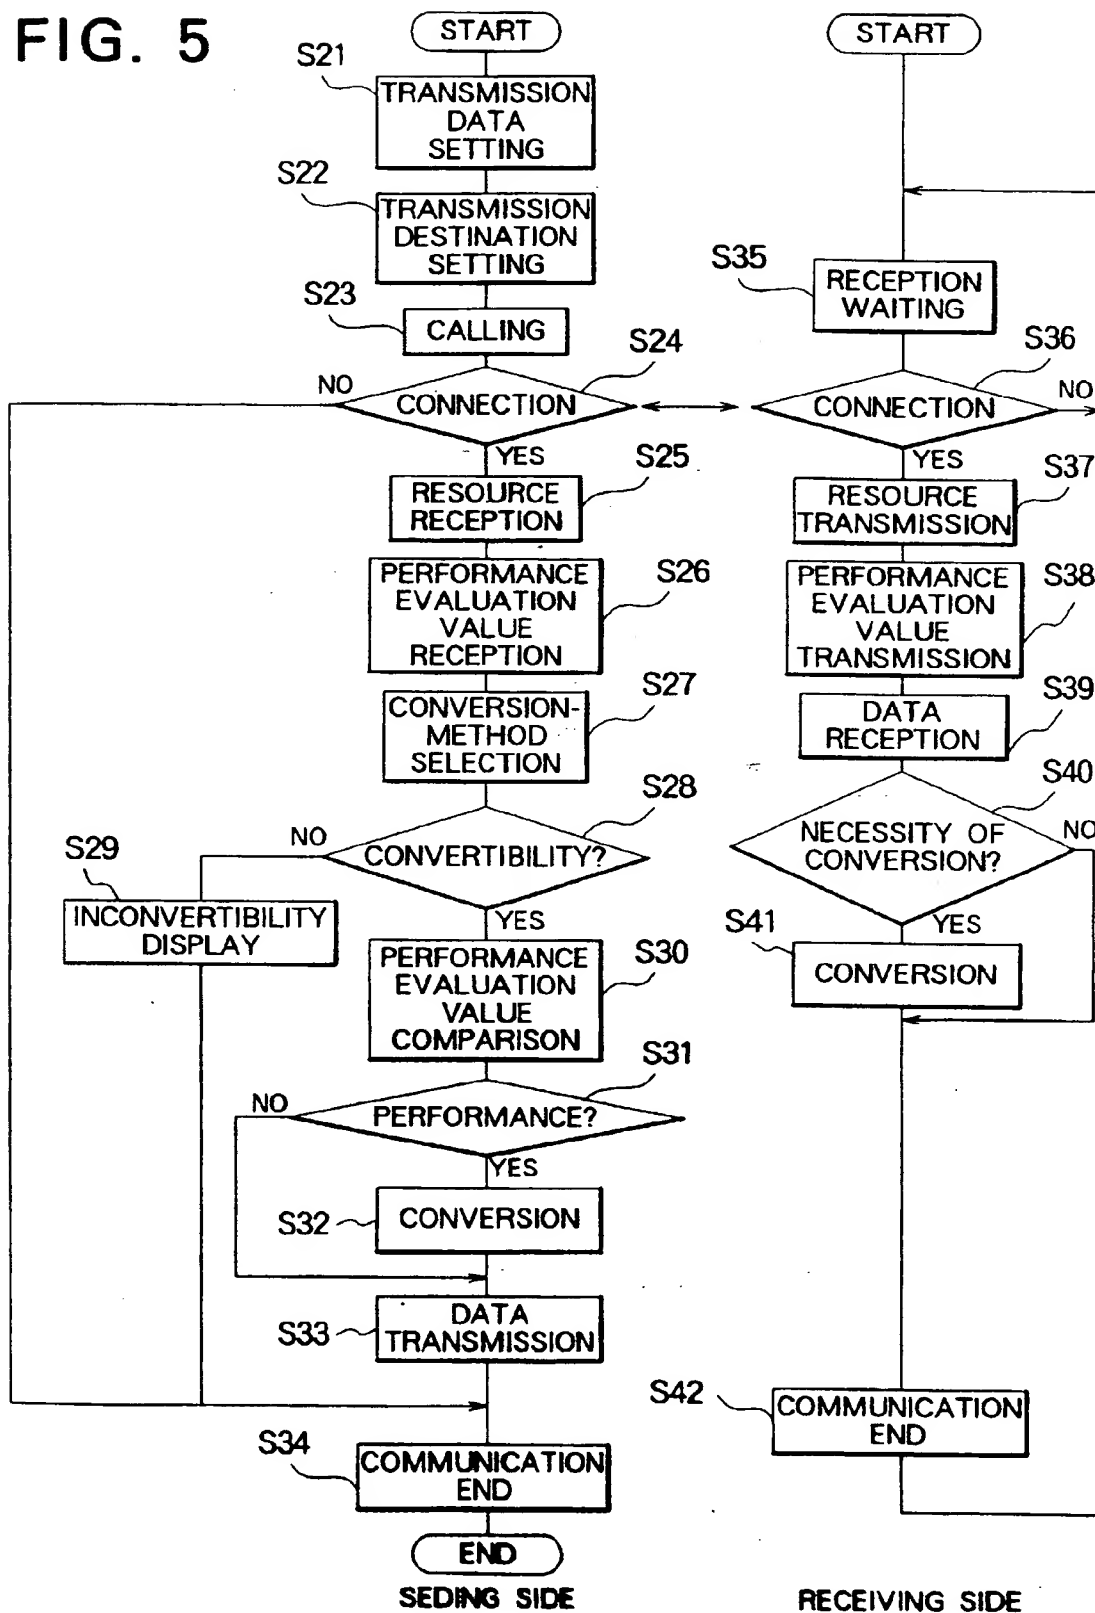 FIG. 5
START
S21
TRANSMISSION
DATA
SETTING
S22
TRANSMISSION
DESTINATION
SETTING
S23
CALLING
S24
NO
CONNECTION
YES
S25
RESOURCE
RECEPTION
S26
PERFORMANCE
EVALUATION
VALUE
RECEPTION
S27
CONVERSION-
METHOD
SELECTION
S28
NO
CONVERTIBILITY?
YES
S29
INCONVERTIBILITY
DISPLAY
S30
PERFORMANCE
EVALUATION
VALUE
COMPARISON
S31
NO
PERFORMANCE?
YES
S32
CONVERSION
S33
DATA
TRANSMISSION
S34
COMMUNICATION
END
END
SEDING SIDE
START
S35
RECEPTION
WAITING
S36
CONNECTION
NO
YES
S37
RESOURCE
TRANSMISSION
S38
PERFORMANCE
EVALUATION
VALUE
TRANSMISSION
S39
DATA
RECEPTION
S40
NECESSITY OF
CONVERSION?
NO
YES
S41
CONVERSION
S42
COMMUNICATION
END
RECEIVING SIDE